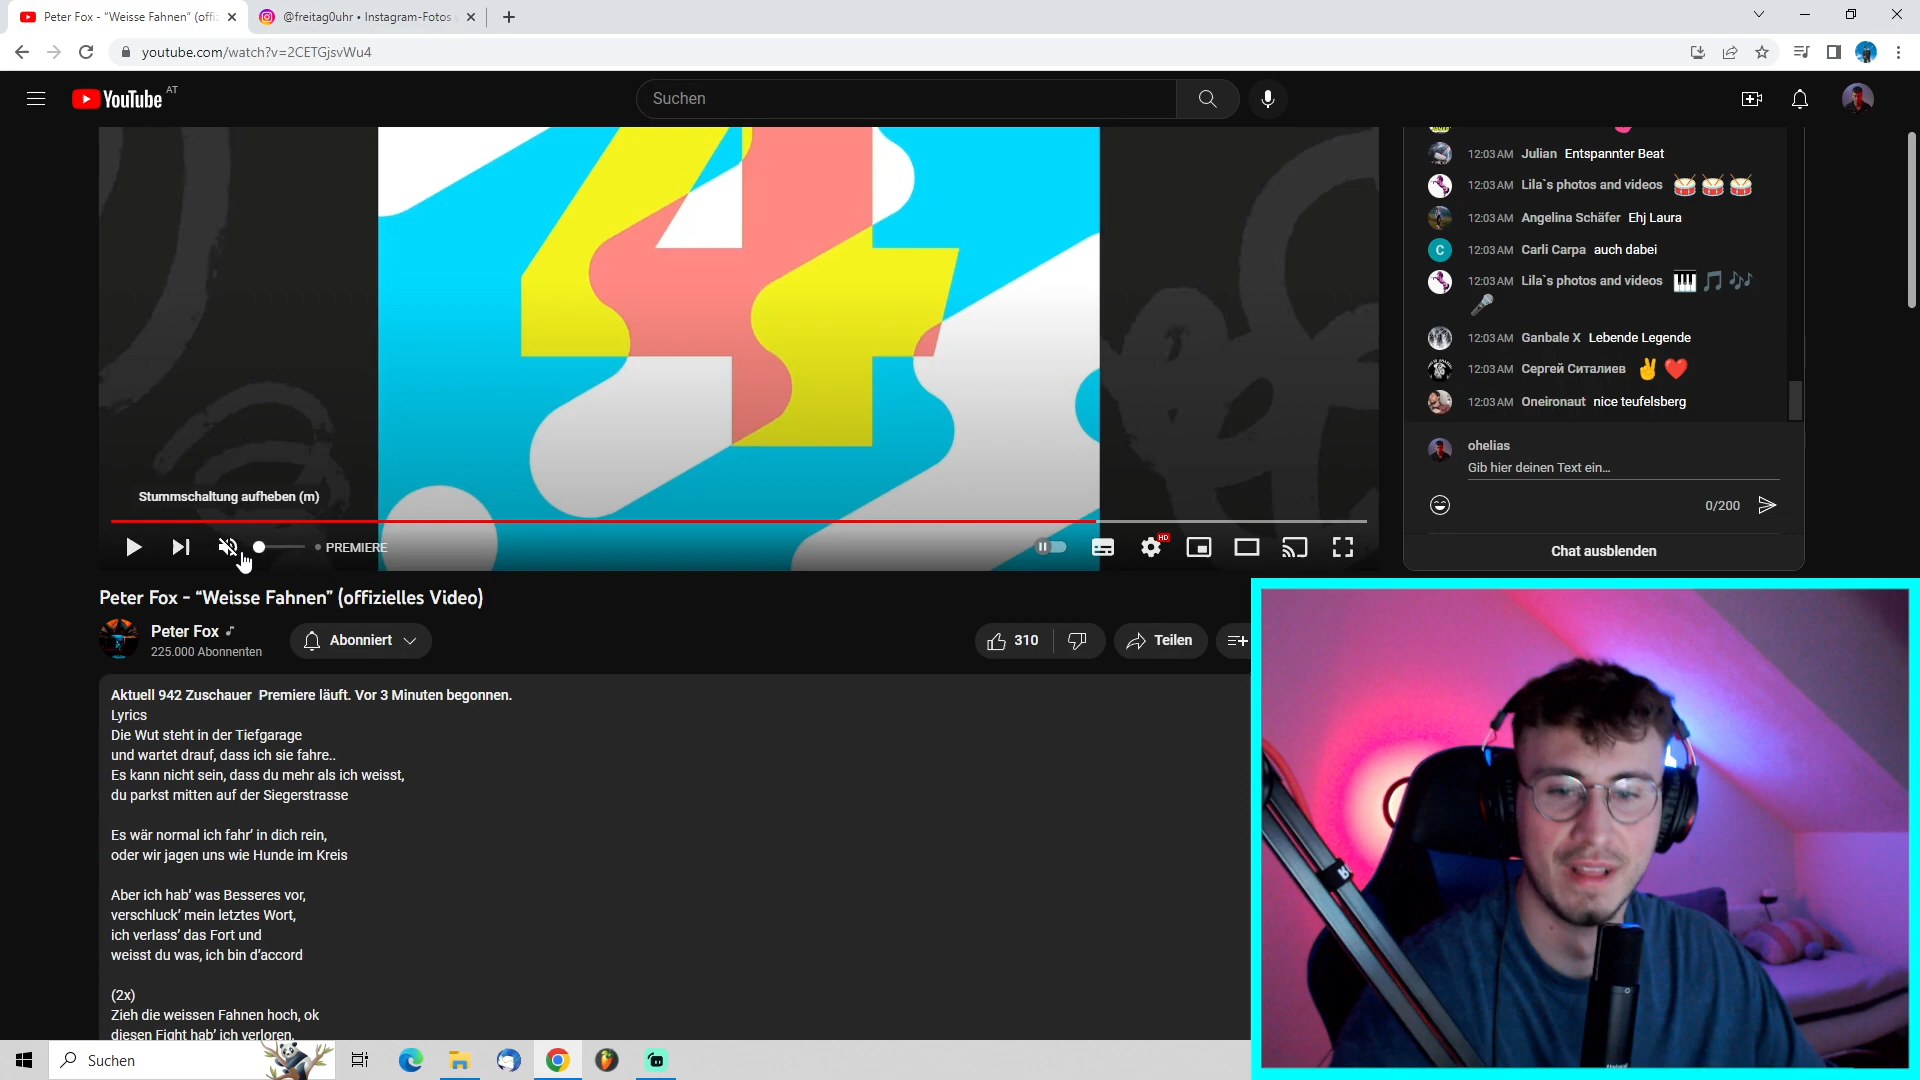 Peter Fox - “Weisse Fahnen” (offi
@freitag0uhr • Instagram-Fotos
youtube.com/watch?v=2CETGjsvWu4
YouTube AT
Suchen
12:03 AM Julian Entspannter Beat
12:03 AM Lila`s photos and videos
12:03 AM Angelina Schäfer Ehj Laura
C 12:03 AM Carli Carpa auch dabei
12:03 AM Lila`s photos and videos
12:03 AM Ganbale X Lebende Legende
12:03 AM Сергей Ситалиев
12:03 AM Oneironaut nice teufelsberg
ohelias
Gib hier deinen Text ein...
0/200
Chat ausblenden
4
Stummschaltung aufheben (m)
• PREMIERE
HD
Peter Fox - “Weisse Fahnen” (offizielles Video)
Peter Fox
225.000 Abonnenten
Abonniert
310
Teilen
Aktuell 942 Zuschauer Premiere läuft. Vor 3 Minuten begonnen.
Lyrics
Die Wut steht in der Tiefgarage
und wartet drauf, dass ich sie fahre..
Es kann nicht sein, dass du mehr als ich weisst,
du parkst mitten auf der Siegerstrasse
Es wär normal ich fahr’ in dich rein,
oder wir jagen uns wie Hunde im Kreis
Aber ich hab’ was Besseres vor,
verschluck’ mein letztes Wort,
ich verlass’ das Fort und
weisst du was, ich bin d’accord
(2x)
Zieh die weissen Fahnen hoch, ok
diesen Fight hab’ ich verloren,
Suchen